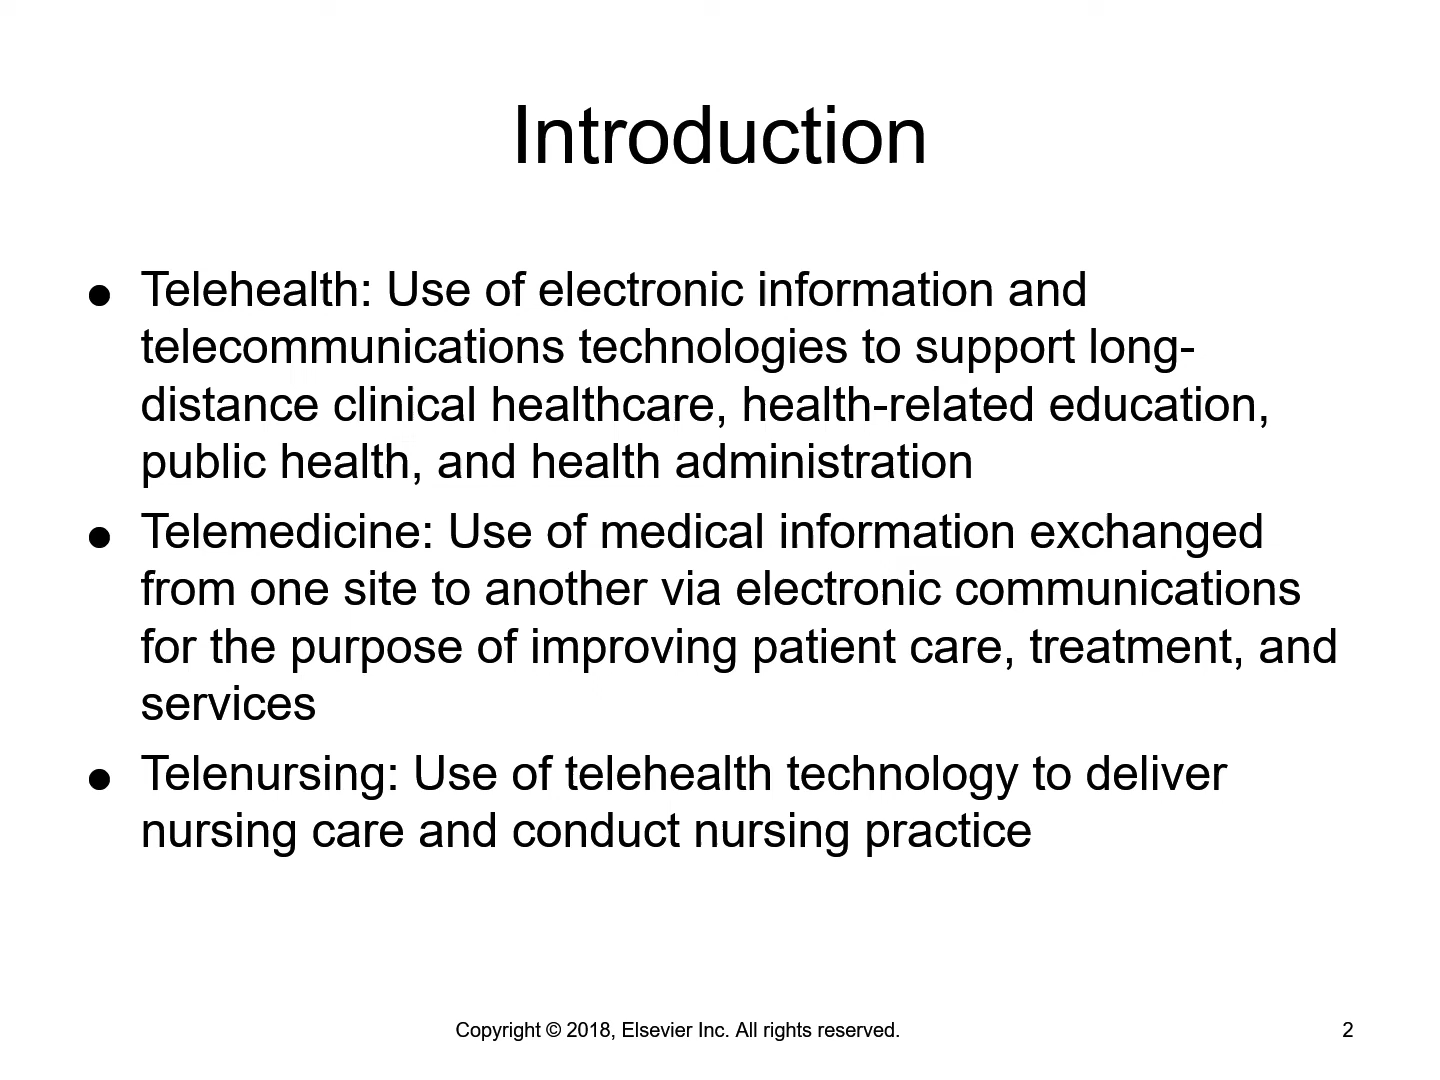 Introduction
● Telehealth: Use of electronic information and
telecommunications technologies to support long-
distance clinical healthcare, health-related education,
public health, and health administration
● Telemedicine: Use of medical information exchanged
from one site to another via electronic communications
for the purpose of improving patient care, treatment, and
services
● Telenursing: Use of telehealth technology to deliver
nursing care and conduct nursing practice
Copyright © 2018, Elsevier Inc. All rights reserved.
2